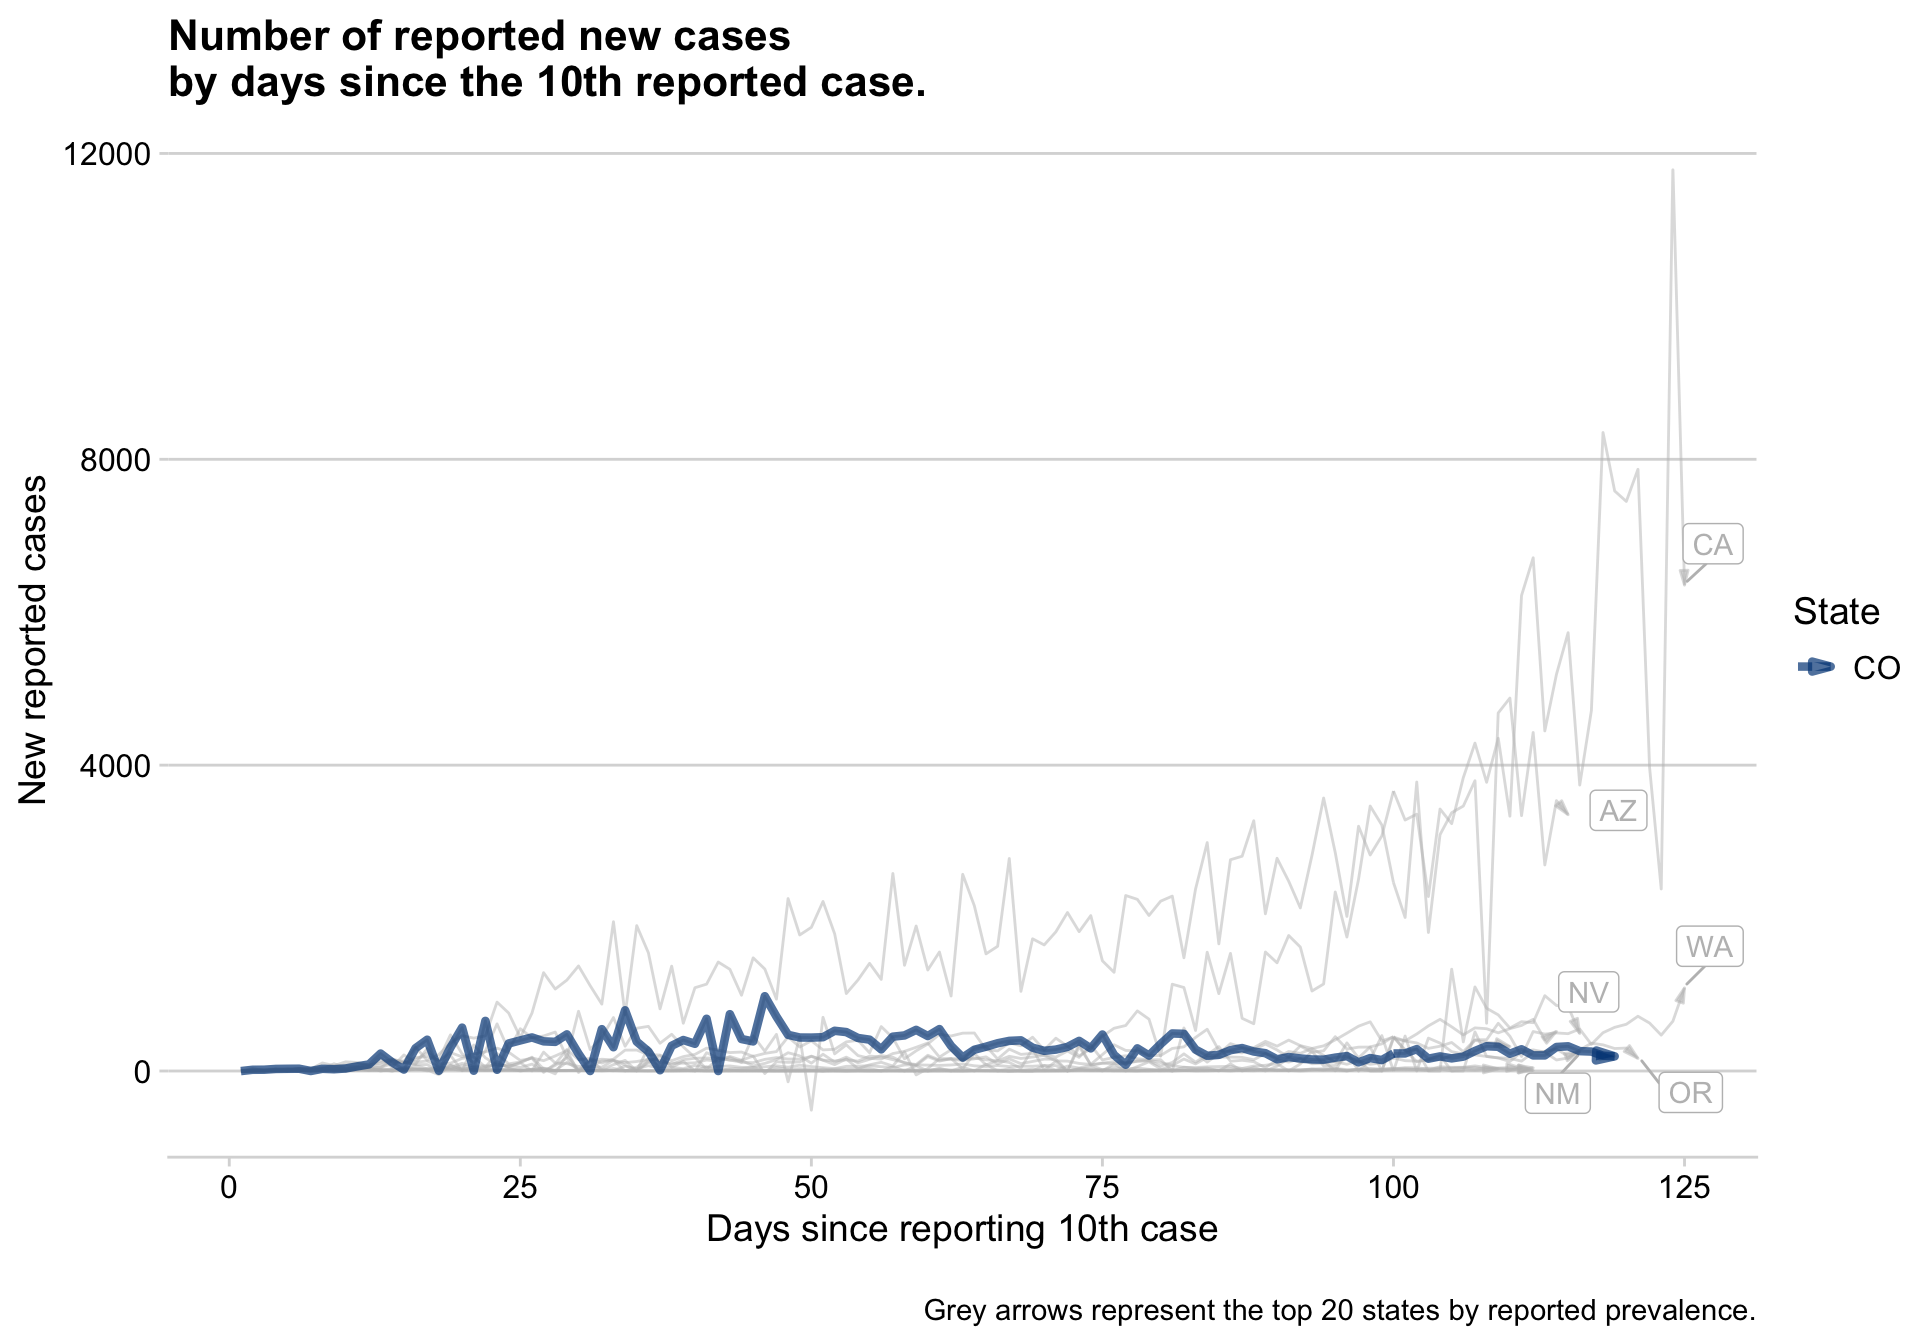 Number of reported new cases
by days since the 10th reported case.
12000
8000
4000
0
New reported cases
CA
AZ
WA
NV
NM
OR
State
CO
0 25 50 75 100 125
Days since reporting 10th case
Grey arrows represent the top 20 states by reported prevalence.